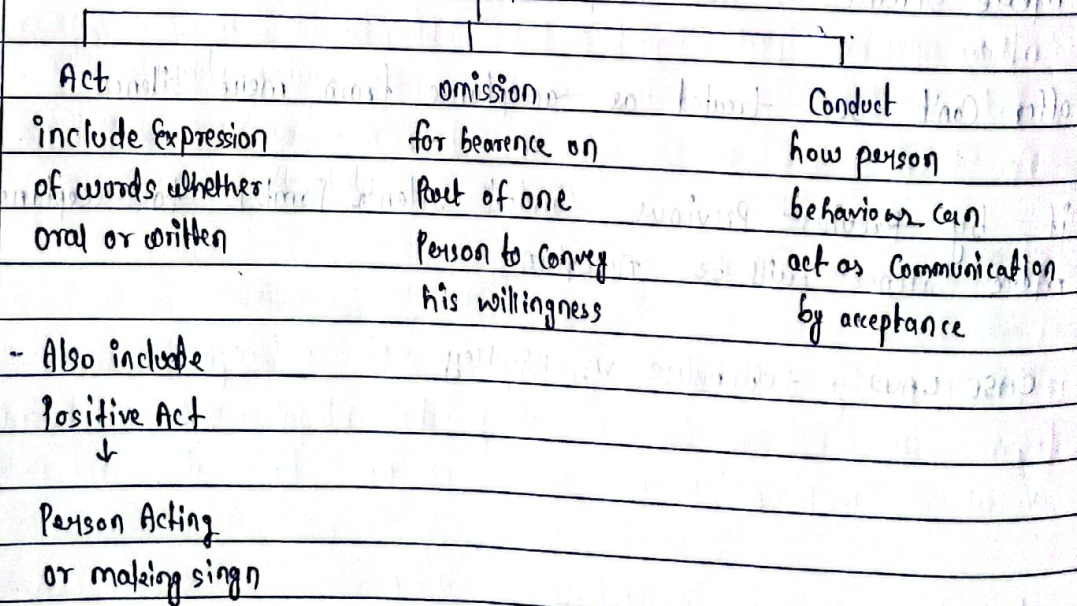 Act
include Expression
of words whether
oral or written
- Also include
Positive Act
↓
Person Acting
or making singn
omission
for bearence on
Part of one
Person to convey
his willingness
Conduct
how person
behaviour can
act as communication
by acceptance